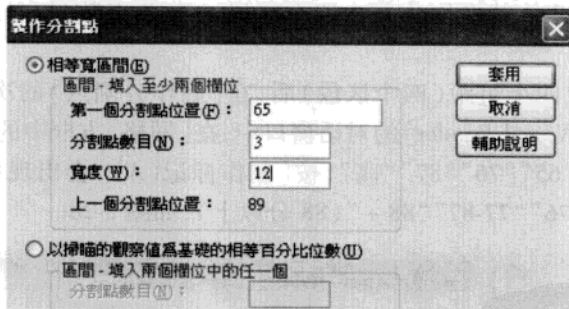 製作分割點
相等寬區間(E)
區間 - 填入至少兩個欄位
第一個分割點位置(F)： 65
分割點數目(N)： 3
寬度(W)： 12
上一個分割點位置： 89
以掃瞄的觀察值為基礎的相等百分比位數(U)
區間 - 填入兩個欄位中的任一個
分割點數目(N)：
套用
取消
輔助說明